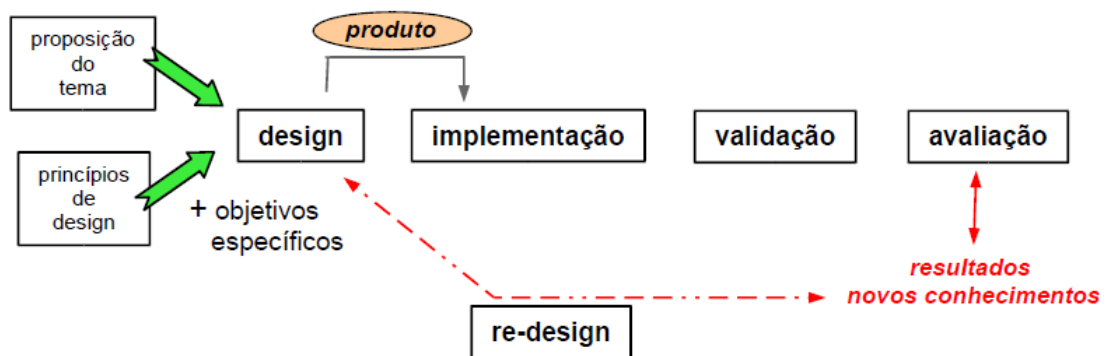 proposição
do
tema
produto
design
implementação
validação
avaliação
princípios
de
design
+ objetivos
específicos
resultados
novos conhecimentos
re-design